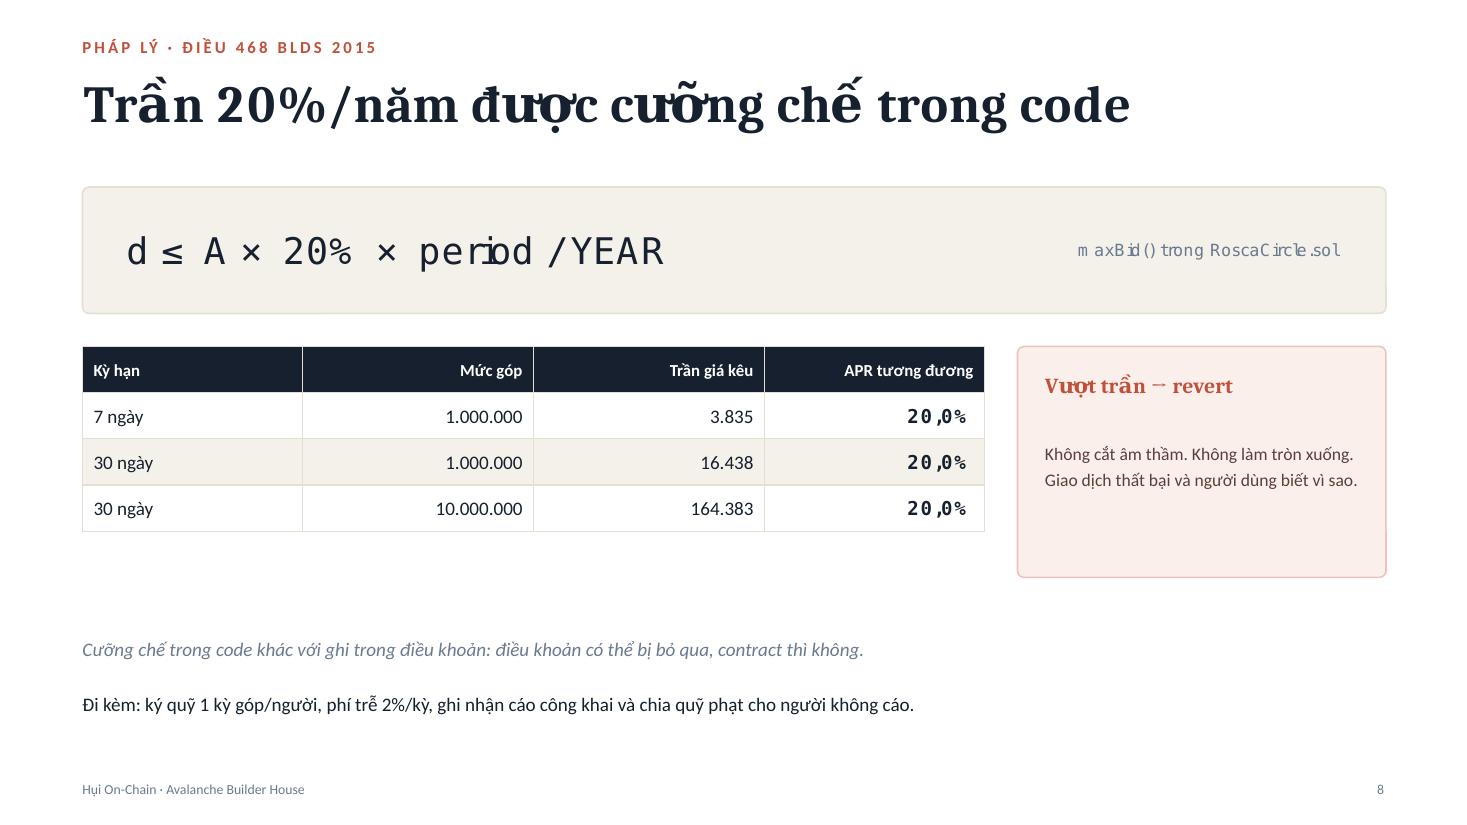 PHÁP LÝ · ĐIỀU 468 BLDS 2015
Trần 20%/năm được cưỡng chế trong code
d ≤ A × 20% × period /YEAR
maxBid() trong RoscaCircle.sol
Kỳ hạn Mức góp Trần giá kêu APR tương đương
7 ngày 1.000.000 3.835 20,0%
30 ngày 1.000.000 16.438 20,0%
30 ngày 10.000.000 164.383 20,0%
Vượt trần → revert
Không cắt âm thầm. Không làm tròn xuống.
Giao dịch thất bại và người dùng biết vì sao.
Cưỡng chế trong code khác với ghi trong điều khoản: điều khoản có thể bị bỏ qua, contract thì không.
Đi kèm: ký quỹ 1 kỳ góp/người, phí trễ 2%/kỳ, ghi nhận cáo công khai và chia quỹ phạt cho người không cáo.
Hụi On-Chain · Avalanche Builder House
8